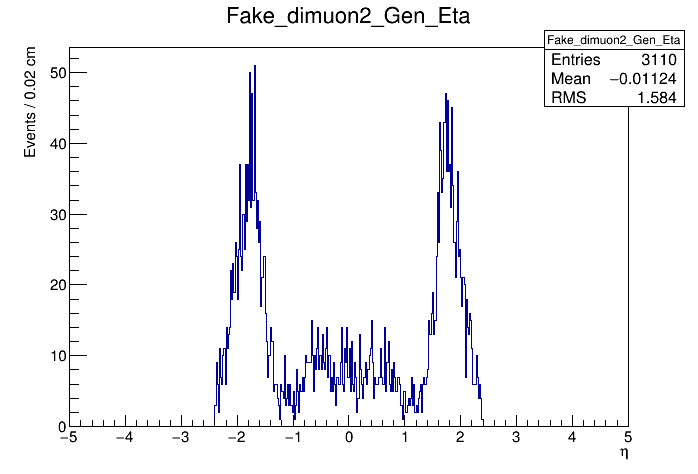 Fake_dimuon2_Gen_Eta
Fake_dimuon2_Gen_Eta
Entries 3110
Mean −0.01124
RMS 1.584
Events / 0.02 cm
50
40
30
20
10
0
−5 −4 −3 −2 −1 0 1 2 3 4 5
η